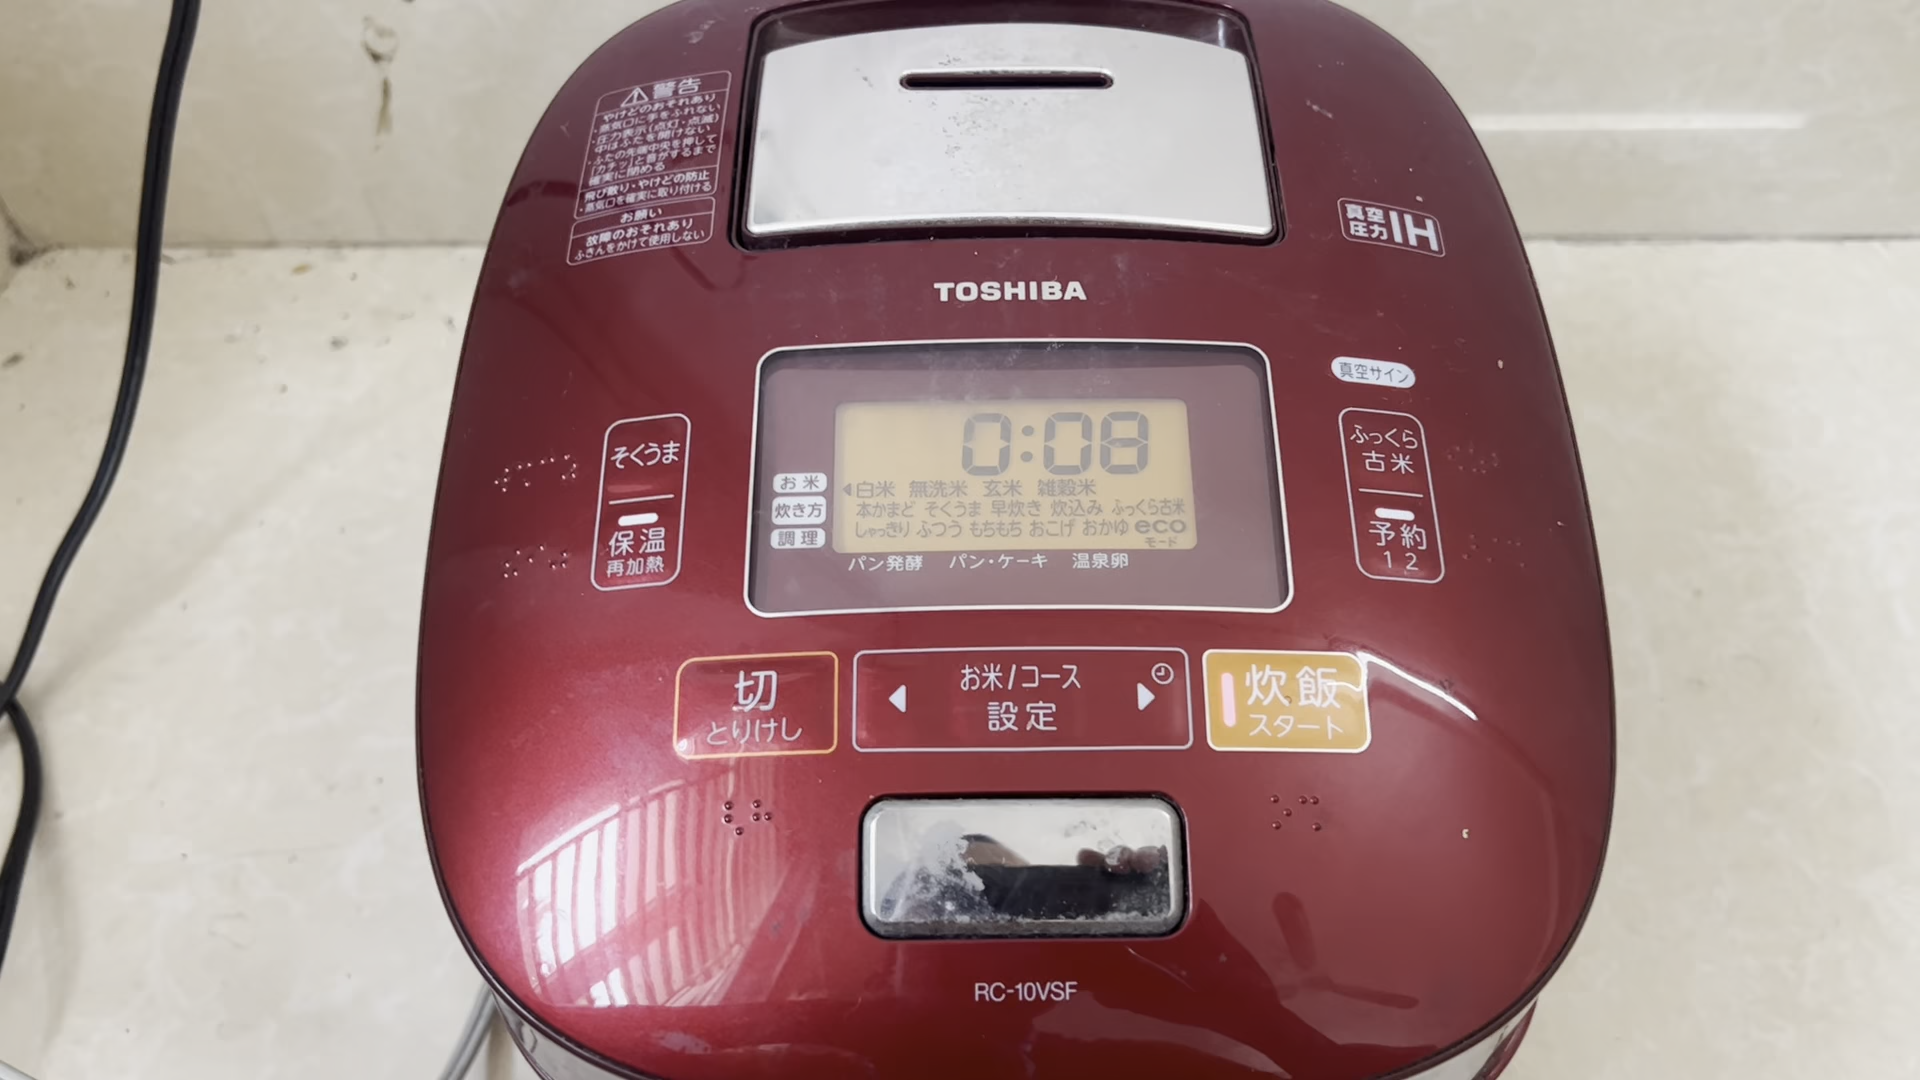 警告
やけどのおそれあり
・蒸気口に手をふれない
・圧力表示(点灯・点滅)
中はふたを開けない
・ふたの先端中央を押して
「カチッ」と音がするまで
確実に閉める
飛び散り・やけどの防止
・蒸気口を確実に取り付ける
お願い
故障のおそれあり
ふきんをかけて使用しない
真空
圧力IH
TOSHIBA
真空サイン
そくうま
保温
再加熱
0:08
お米
白米 無洗米 玄米 雑穀米
炊き方
本かまど そくうま 早炊き 炊込み ふっくら古米
しゃっきり ふつう もちもち おこげ おかゆ eco
モード
調理
パン発酵 パン・ケーキ 温泉卵
ふっくら
古米
予約
1 2
切
とりけし
お米/コース
設定
炊飯
スタート
RC-10VSF